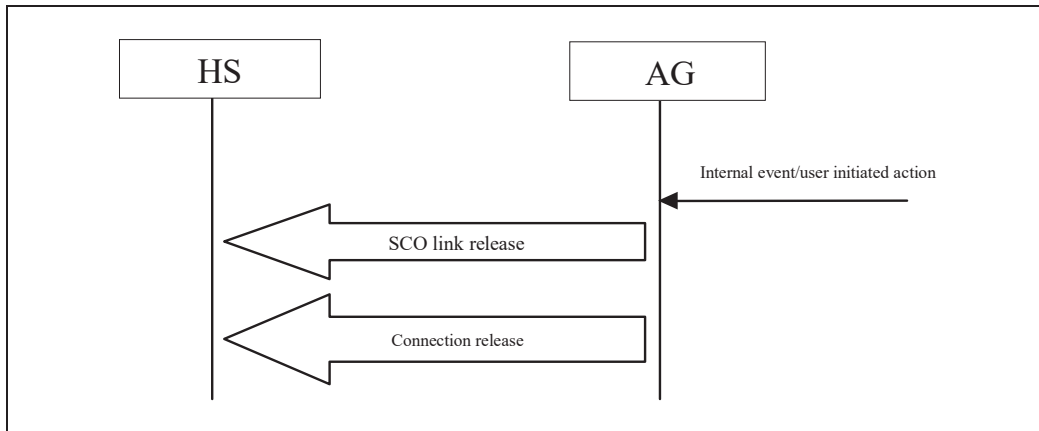 HS
AG
Internal event/user initiated action
SCO link release
Connection release